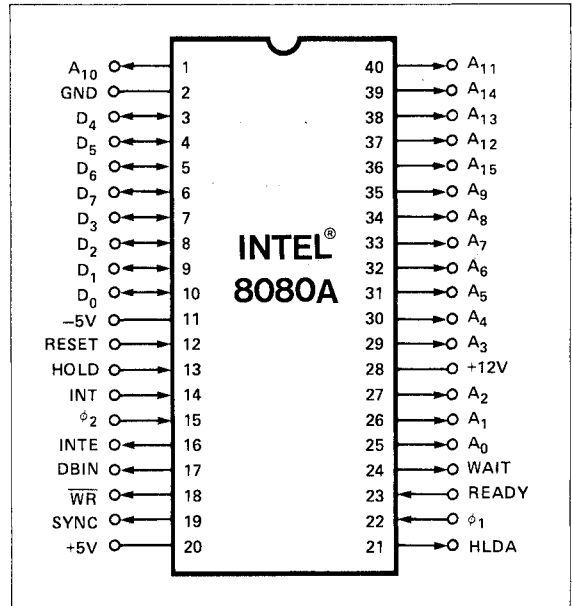 A10 1 40 A11
GND 2 39 A14
D4 3 38 A13
D5 4 37 A12
D6 5 36 A15
D7 6 35 A9
D3 7 34 A8
D2 8 33 A7
D1 9 32 A6
D0 10 31 A5
INTEL®
8080A
−5V 11 30 A4
RESET 12 29 A3
HOLD 13 28 +12V
INT 14 27 A2
ϕ2 15 26 A1
INTE 16 25 A0
DBIN 17 24 WAIT
W̅R̅ 18 23 READY
SYNC 19 22 ϕ1
+5V 20 21 HLDA